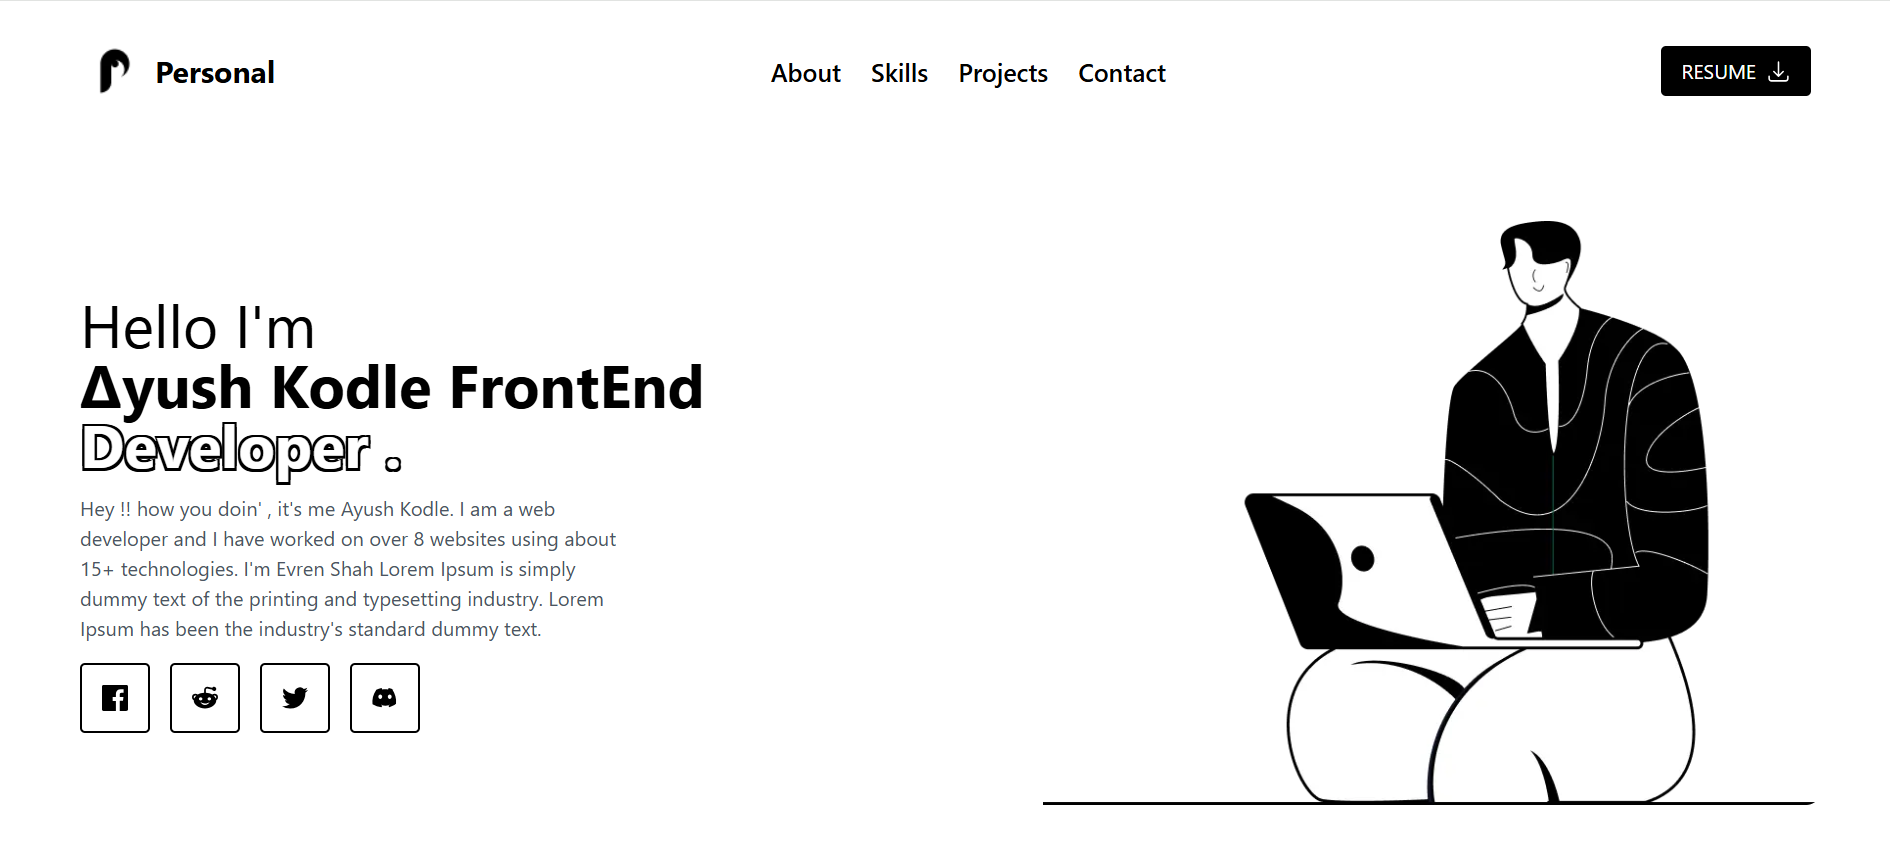 Personal
About Skills Projects Contact
RESUME
Hello I'm
Δyush Kodle FrontEnd
Developer .
Hey !! how you doin' , it's me Ayush Kodle. I am a web
developer and I have worked on over 8 websites using about
15+ technologies. I'm Evren Shah Lorem Ipsum is simply
dummy text of the printing and typesetting industry. Lorem
Ipsum has been the industry's standard dummy text.